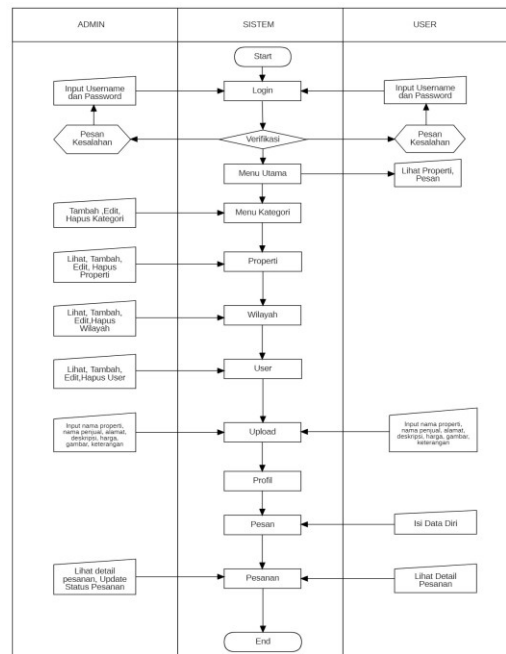 ADMIN
SISTEM
USER
Start
Input Username
dan Password
Login
Input Username
dan Password
Pesan
Kesalahan
Verifikasi
Pesan
Kesalahan
Menu Utama
Lihat Properti,
Pesan
Tambah ,Edit,
Hapus Kategori
Menu Kategori
Lihat, Tambah,
Edit, Hapus
Properti
Properti
Lihat, Tambah,
Edit,Hapus
Wilayah
Wilayah
Lihat, Tambah,
Edit,Hapus User
User
Input nama properti,
nama penjual, alamat,
deskripsi, harga,
gambar, keterangan
Upload
Input nama properti,
nama penjual, alamat,
deskripsi, harga, gambar,
keterangan
Profil
Pesan
Isi Data Diri
Lihat detail
pesanan, Update
Status Pesanan
Pesanan
Lihat Detail
Pesanan
End